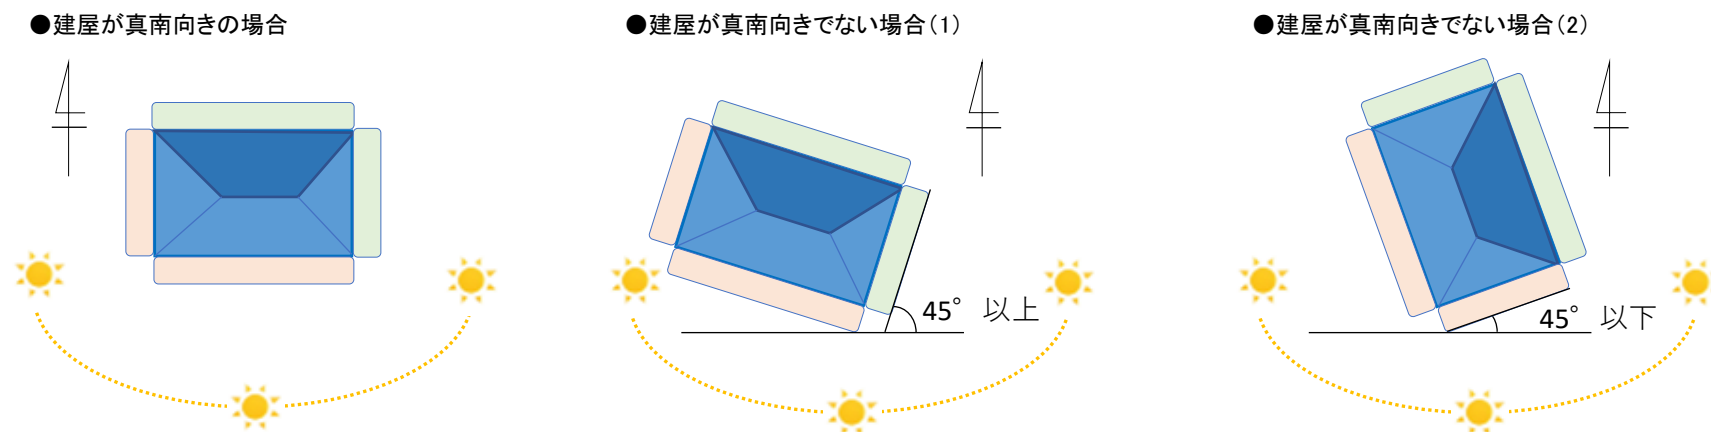 ●建屋が真南向きの場合
●建屋が真南向きでない場合（1）
●建屋が真南向きでない場合（2）
45° 以上
45° 以下